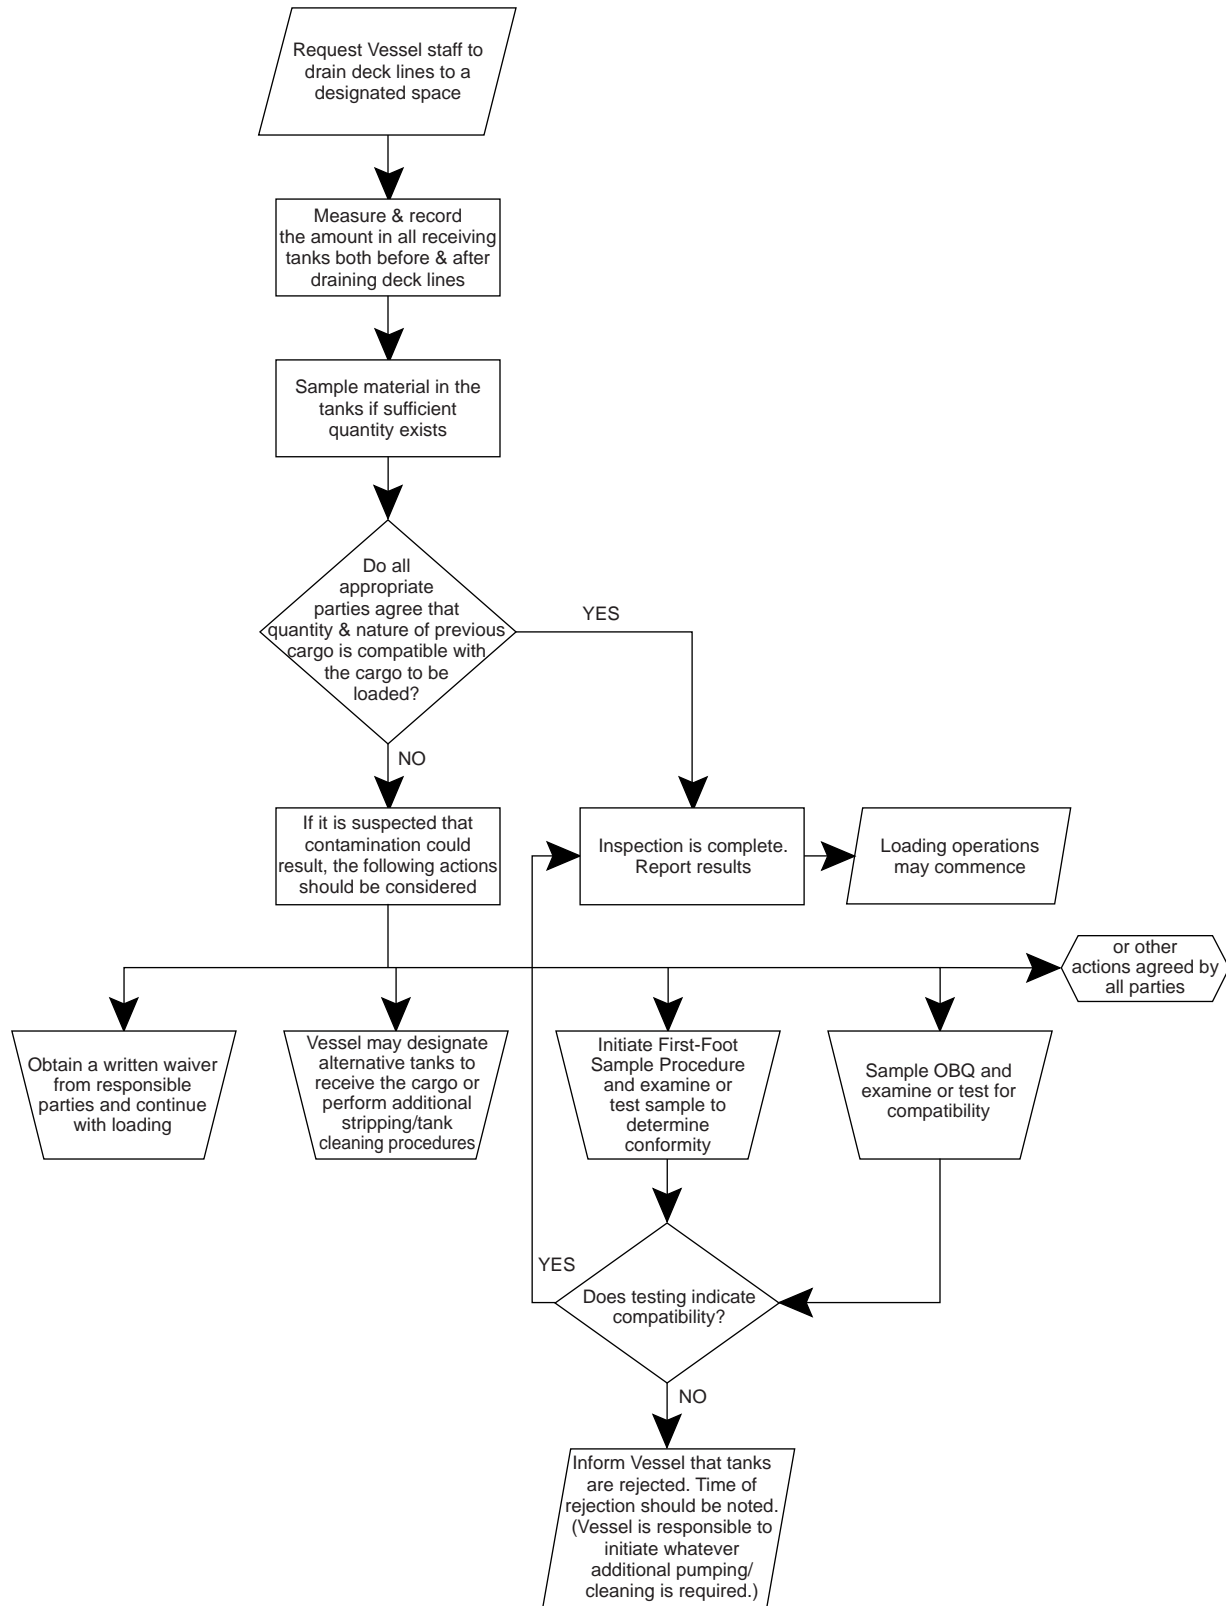 Request Vessel staff to
drain deck lines to a
designated space
Measure & record
the amount in all receiving
tanks both before & after
draining deck lines
Sample material in the
tanks if sufficient
quantity exists
Do all
appropriate
parties agree that
quantity & nature of previous
cargo is compatible with
the cargo to be
loaded?
YES
NO
If it is suspected that
contamination could
result, the following actions
should be considered
Inspection is complete.
Report results
Loading operations
may commence
or other
actions agreed by
all parties
Obtain a written waiver
from responsible
parties and continue
with loading
Vessel may designate
alternative tanks to
receive the cargo or
perform additional
stripping/tank
cleaning procedures
Initiate First-Foot
Sample Procedure
and examine or
test sample to
determine
conformity
Sample OBQ and
examine or test for
compatibility
YES
Does testing indicate
compatibility?
NO
Inform Vessel that tanks
are rejected. Time of
rejection should be noted.
(Vessel is responsible to
initiate whatever
additional pumping/
cleaning is required.)